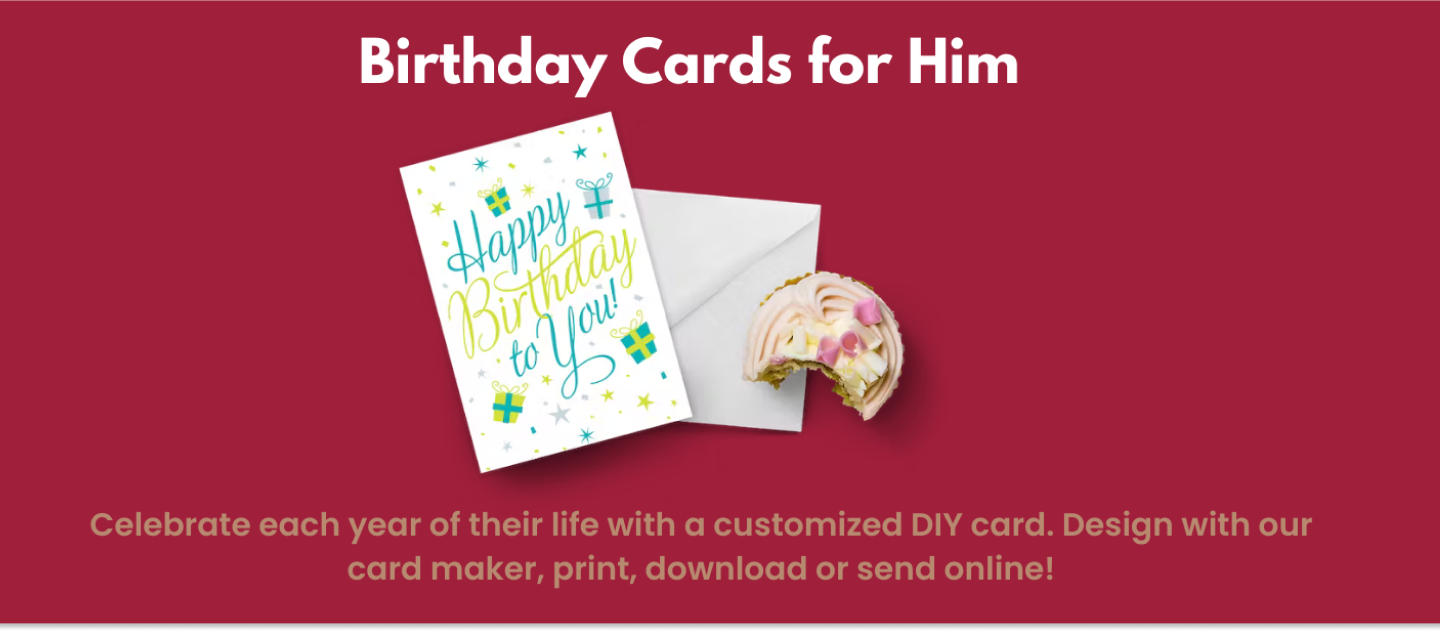 Birthday Cards for Him
Happy
Birthday
to You!
Celebrate each year of their life with a customized DIY card. Design with our
card maker, print, download or send online!